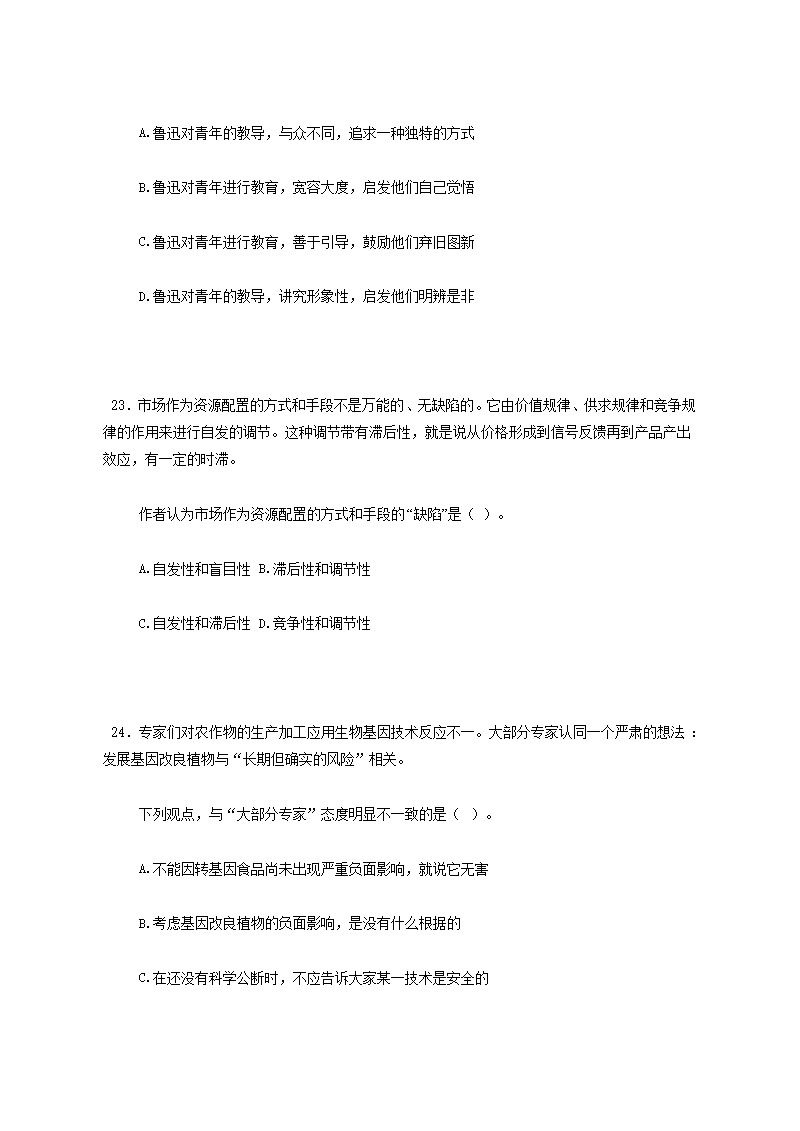 A.鲁迅对青年的教导，与众不同，追求一种独特的方式
B.鲁迅对青年进行教育，宽容大度，启发他们自己觉悟
C.鲁迅对青年进行教育，善于引导，鼓励他们弃旧图新
D.鲁迅对青年的教导，讲究形象性，启发他们明辨是非
23．市场作为资源配置的方式和手段不是万能的、无缺陷的。它由价值规律、供求规律和竞争规
律的作用来进行自发的调节。这种调节带有滞后性，就是说从价格形成到信号反馈再到产品产出
效应，有一定的时滞。
作者认为市场作为资源配置的方式和手段的“缺陷”是（ ）。
A.自发性和盲目性 B.滞后性和调节性
C.自发性和滞后性 D.竞争性和调节性
24．专家们对农作物的生产加工应用生物基因技术反应不一。大部分专家认同一个严肃的想法 ：
发展基因改良植物与“长期但确实的风险”相关。
下列观点，与“大部分专家”态度明显不一致的是（ ）。
A.不能因转基因食品尚未出现严重负面影响，就说它无害
B.考虑基因改良植物的负面影响，是没有什么根据的
C.在还没有科学公断时，不应告诉大家某一技术是安全的